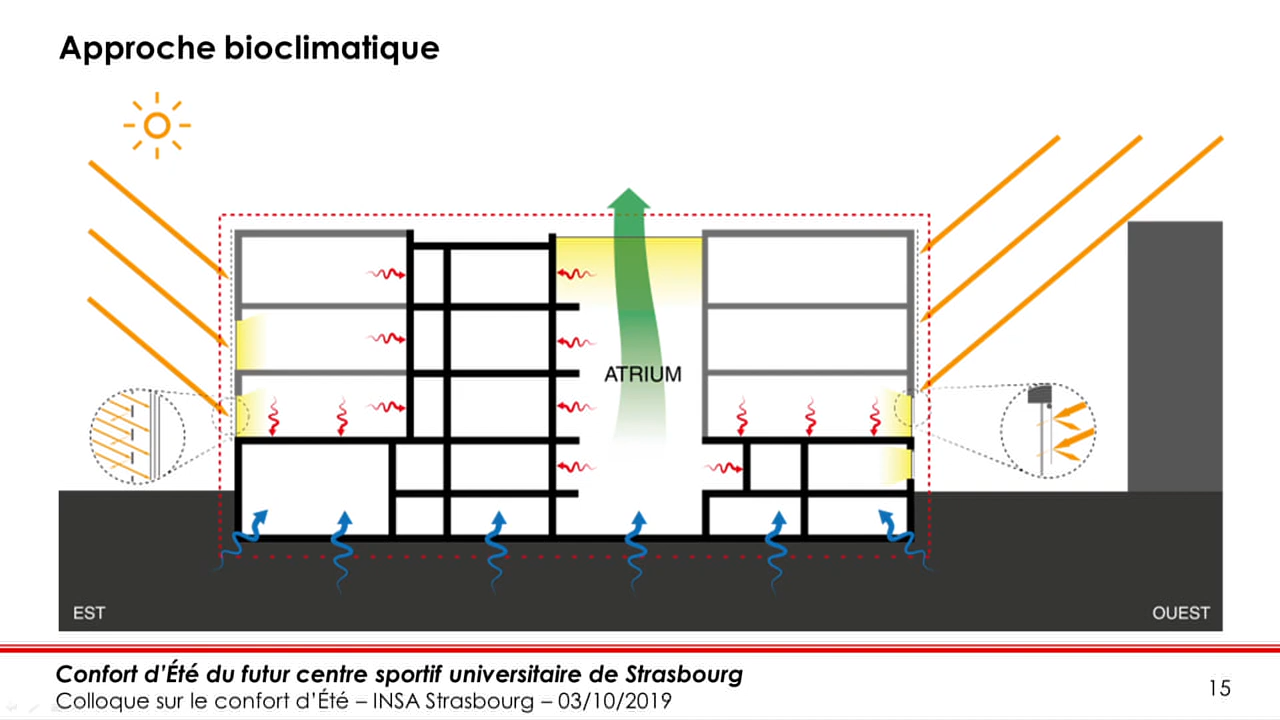 Approche bioclimatique
ATRIUM
EST
OUEST
Confort d’Été du futur centre sportif universitaire de Strasbourg
Colloque sur le confort d’Été – INSA Strasbourg – 03/10/2019
15